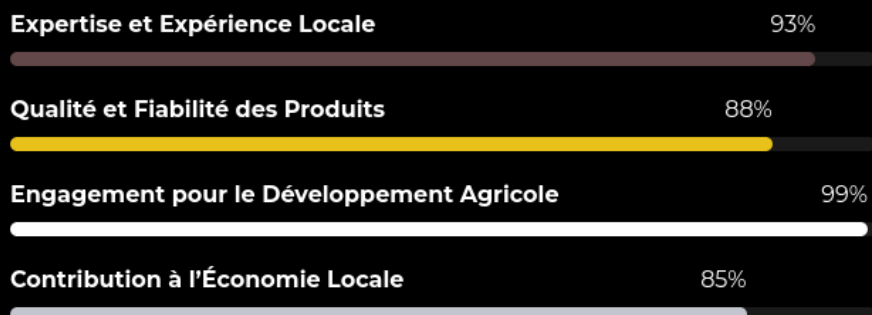 Expertise et Expérience Locale 93%
Qualité et Fiabilité des Produits 88%
Engagement pour le Développement Agricole 99%
Contribution à l’Économie Locale 85%